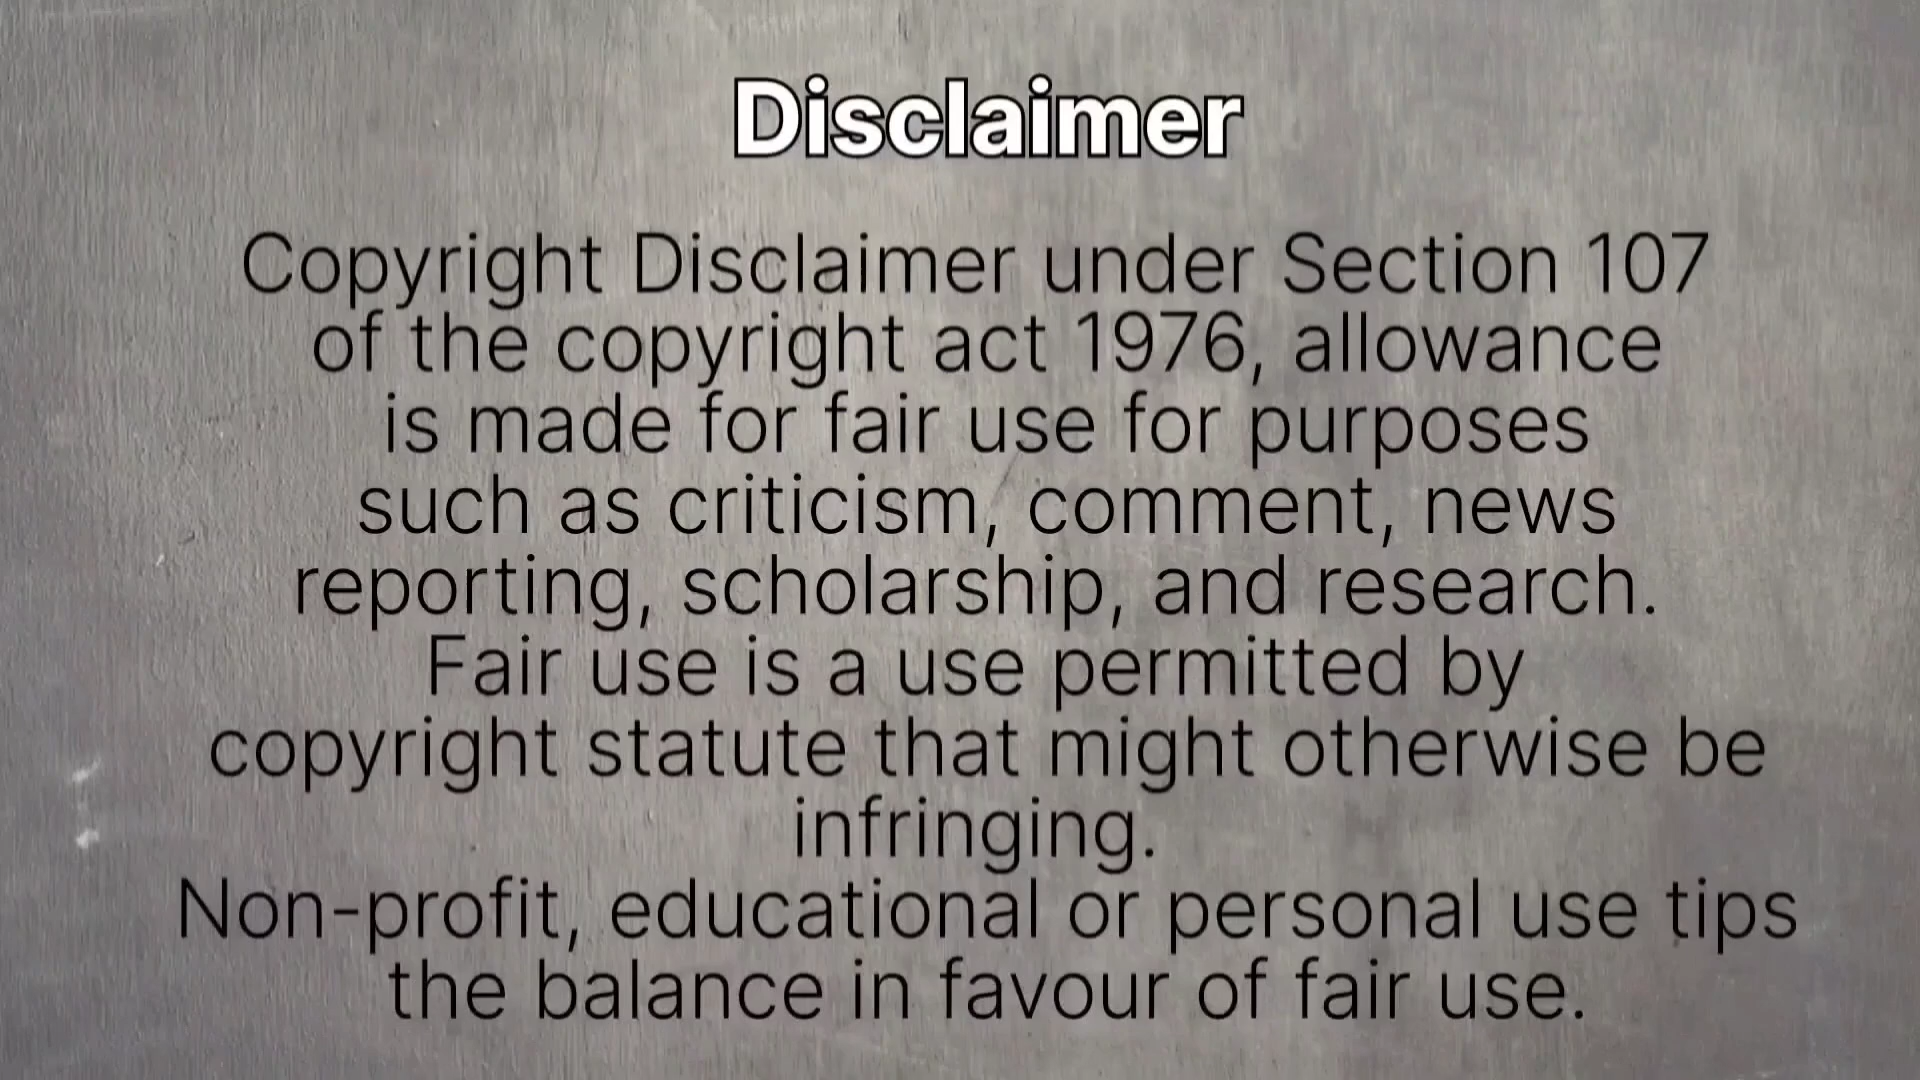 Disclaimer
Copyright Disclaimer under Section 107
of the copyright act 1976, allowance
is made for fair use for purposes
such as criticism, comment, news
reporting, scholarship, and research.
Fair use is a use permitted by
copyright statute that might otherwise be
infringing.
Non-profit, educational or personal use tips
the balance in favour of fair use.